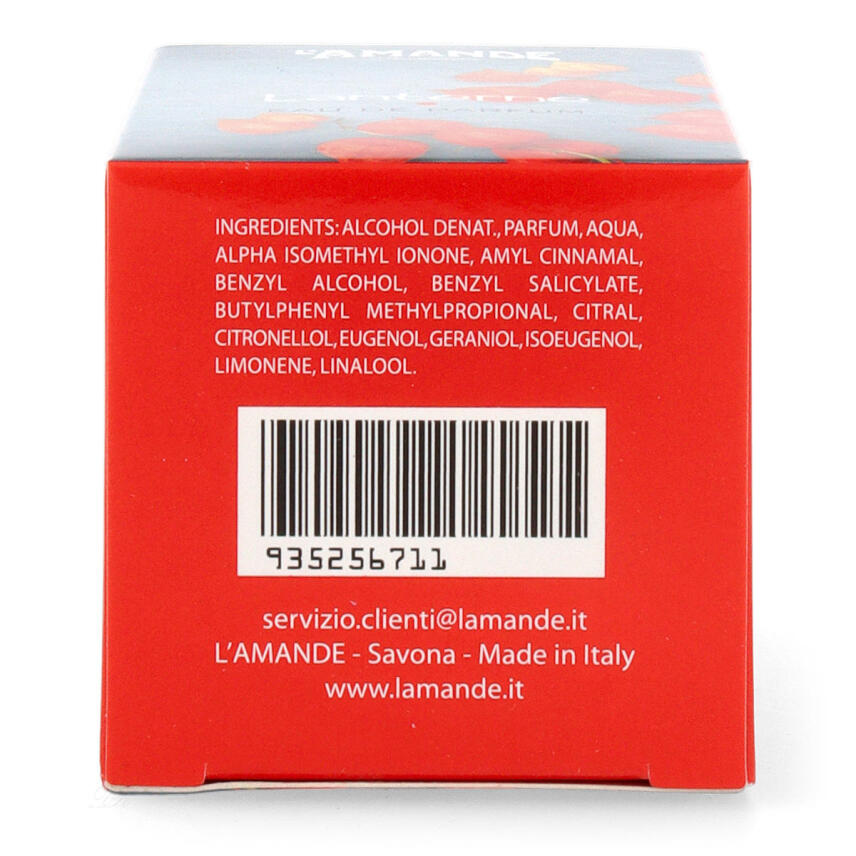 L'AMANDE
Lanterne
EAU DE PARFUM
INGREDIENTS: ALCOHOL DENAT., PARFUM, AQUA,
ALPHA ISOMETHYL IONONE, AMYL CINNAMAL,
BENZYL ALCOHOL, BENZYL SALICYLATE,
BUTYLPHENYL METHYLPROPIONAL, CITRAL,
CITRONELLOL, EUGENOL, GERANIOL, ISOEUGENOL,
LIMONENE, LINALOOL.
935256711
servizio.clienti@lamande.it
L'AMANDE - Savona - Made in Italy
www.lamande.it